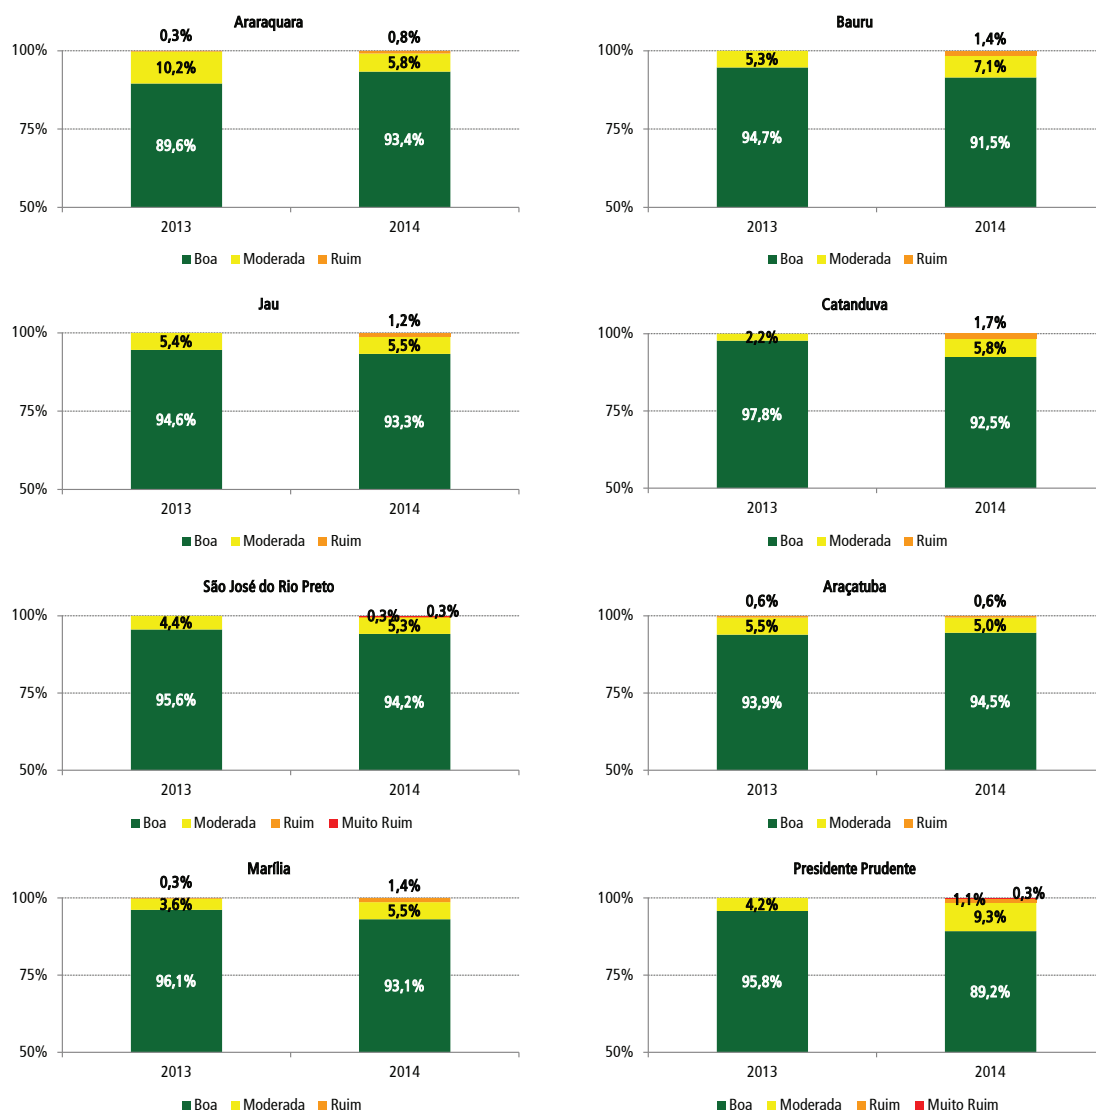 Araraquara
0,3% 0,8%
100%
10,2% 5,8%
75%
89,6% 93,4%
50%
2013 2014
Boa Moderada Ruim
Bauru
1,4%
100%
5,3% 7,1%
75%
94,7% 91,5%
50%
2013 2014
Boa Moderada Ruim
Jau
1,2%
100%
5,4% 5,5%
75%
94,6% 93,3%
50%
2013 2014
Boa Moderada Ruim
Catanduva
1,7%
100%
2,2% 5,8%
75%
97,8% 92,5%
50%
2013 2014
Boa Moderada Ruim
São José do Rio Preto
100% 0,3% 0,3%
4,4% 5,3%
75%
95,6% 94,2%
50%
2013 2014
Boa Moderada Ruim Muito Ruim
Araçatuba
0,6% 0,6%
100%
5,5% 5,0%
75%
93,9% 94,5%
50%
2013 2014
Boa Moderada Ruim
Marília
0,3% 1,4%
100%
3,6% 5,5%
75%
96,1% 93,1%
50%
2013 2014
Boa Moderada Ruim
Presidente Prudente
100% 1,1% 0,3%
4,2% 9,3%
75%
95,8% 89,2%
50%
2013 2014
Boa Moderada Ruim Muito Ruim